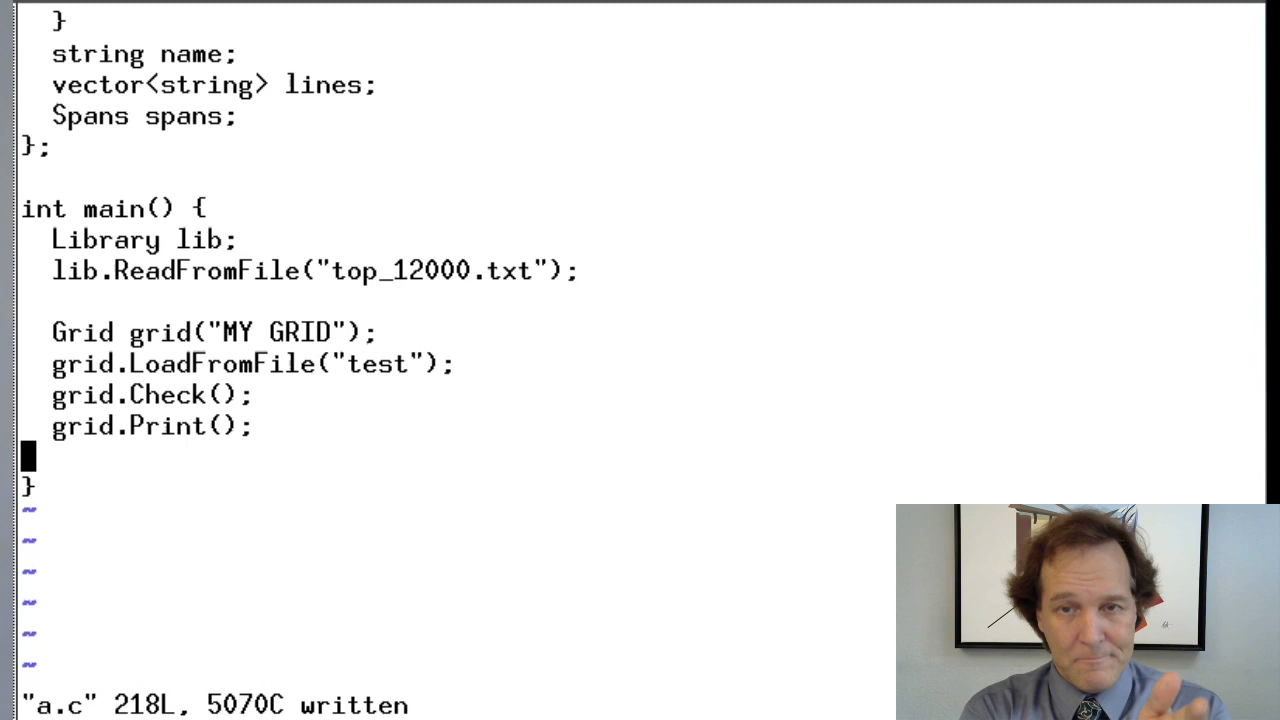 }
string name;
vector<string> lines;
Spans spans;
};
int main() {
Library lib;
lib.ReadFromFile("top_12000.txt");
Grid grid("MY GRID");
grid.LoadFromFile("test");
grid.Check();
grid.Print();
}
~
~
~
~
~
~
"a.c" 218L, 5070C written